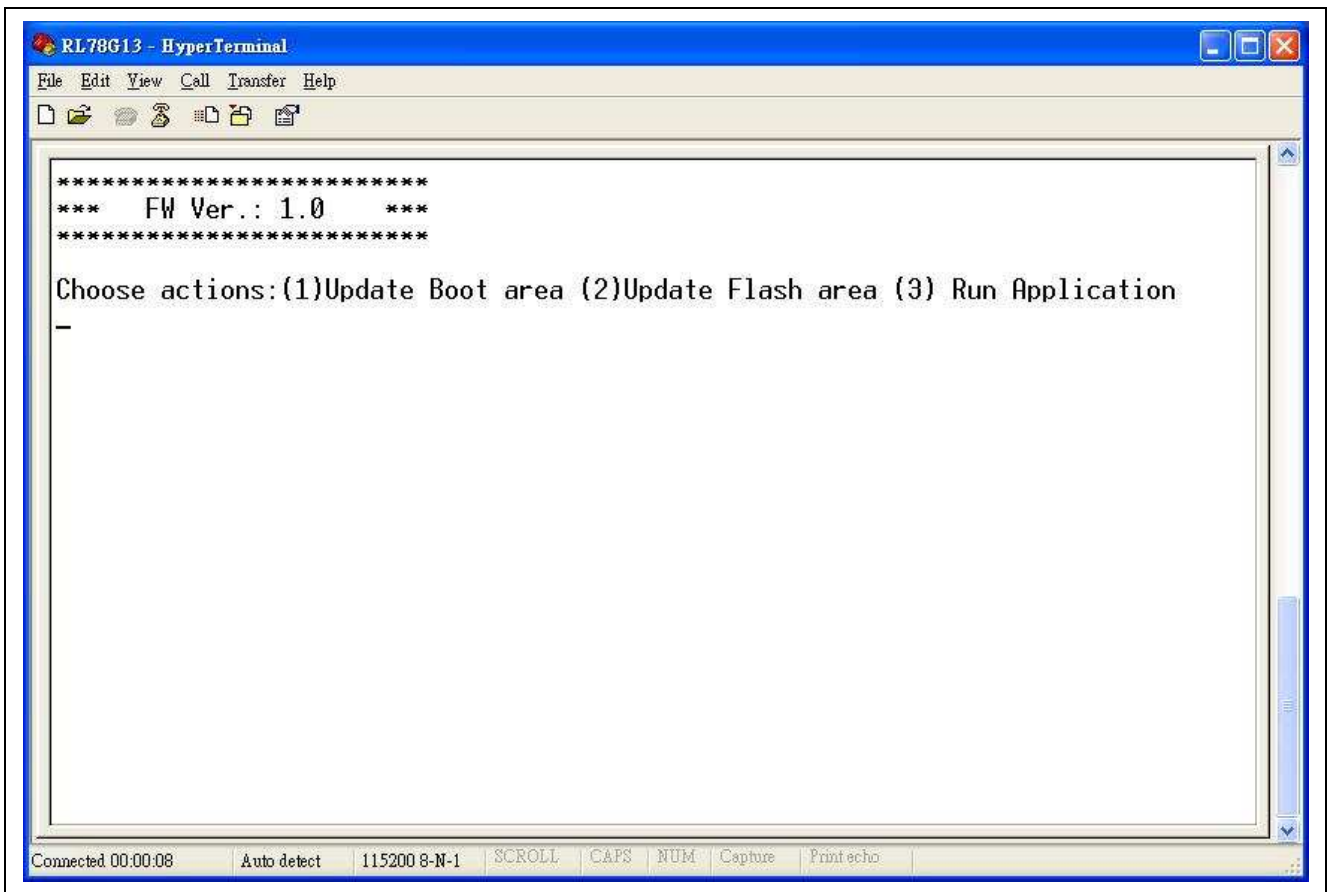 RL78G13 - HyperTerminal
File Edit View Call Transfer Help
*************************
***   FW Ver.: 1.0    ***
*************************
Choose actions:(1)Update Boot area (2)Update Flash area (3) Run Application
_
Connected 00:00:08 Auto detect 115200 8-N-1 SCROLL CAPS NUM Capture Print echo